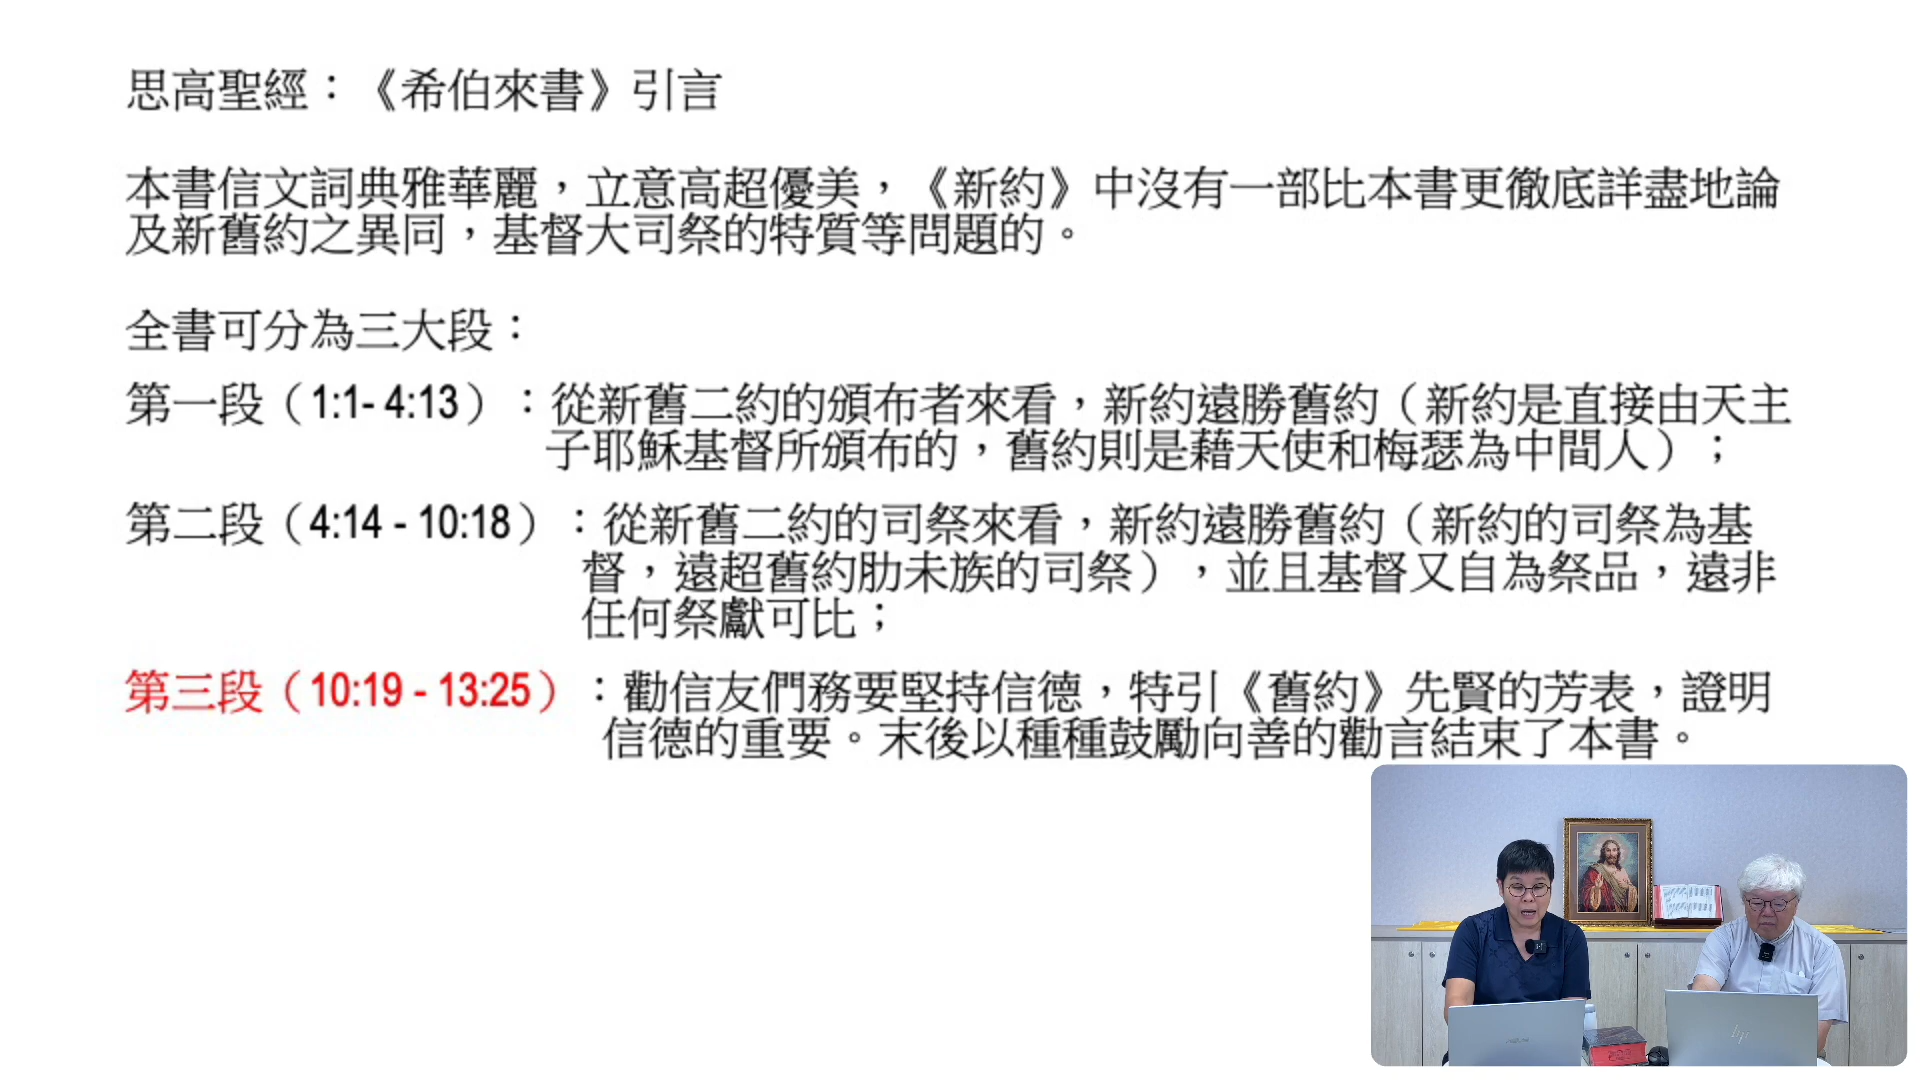 思高聖經：《希伯來書》引言
本書信文詞典雅華麗，立意高超優美，《新約》中沒有一部比本書更徹底詳盡地論
及新舊約之異同，基督大司祭的特質等問題的。
全書可分為三大段：
第一段（1:1- 4:13）：從新舊二約的頒布者來看，新約遠勝舊約（新約是直接由天主
子耶穌基督所頒布的，舊約則是藉天使和梅瑟為中間人）；
第二段（4:14 - 10:18）：從新舊二約的司祭來看，新約遠勝舊約（新約的司祭為基
督，遠超舊約肋未族的司祭），並且基督又自為祭品，遠非
任何祭獻可比；
第三段（10:19 - 13:25）：勸信友們務要堅持信德，特引《舊約》先賢的芳表，證明
信德的重要。末後以種種鼓勵向善的勸言結束了本書。
hp